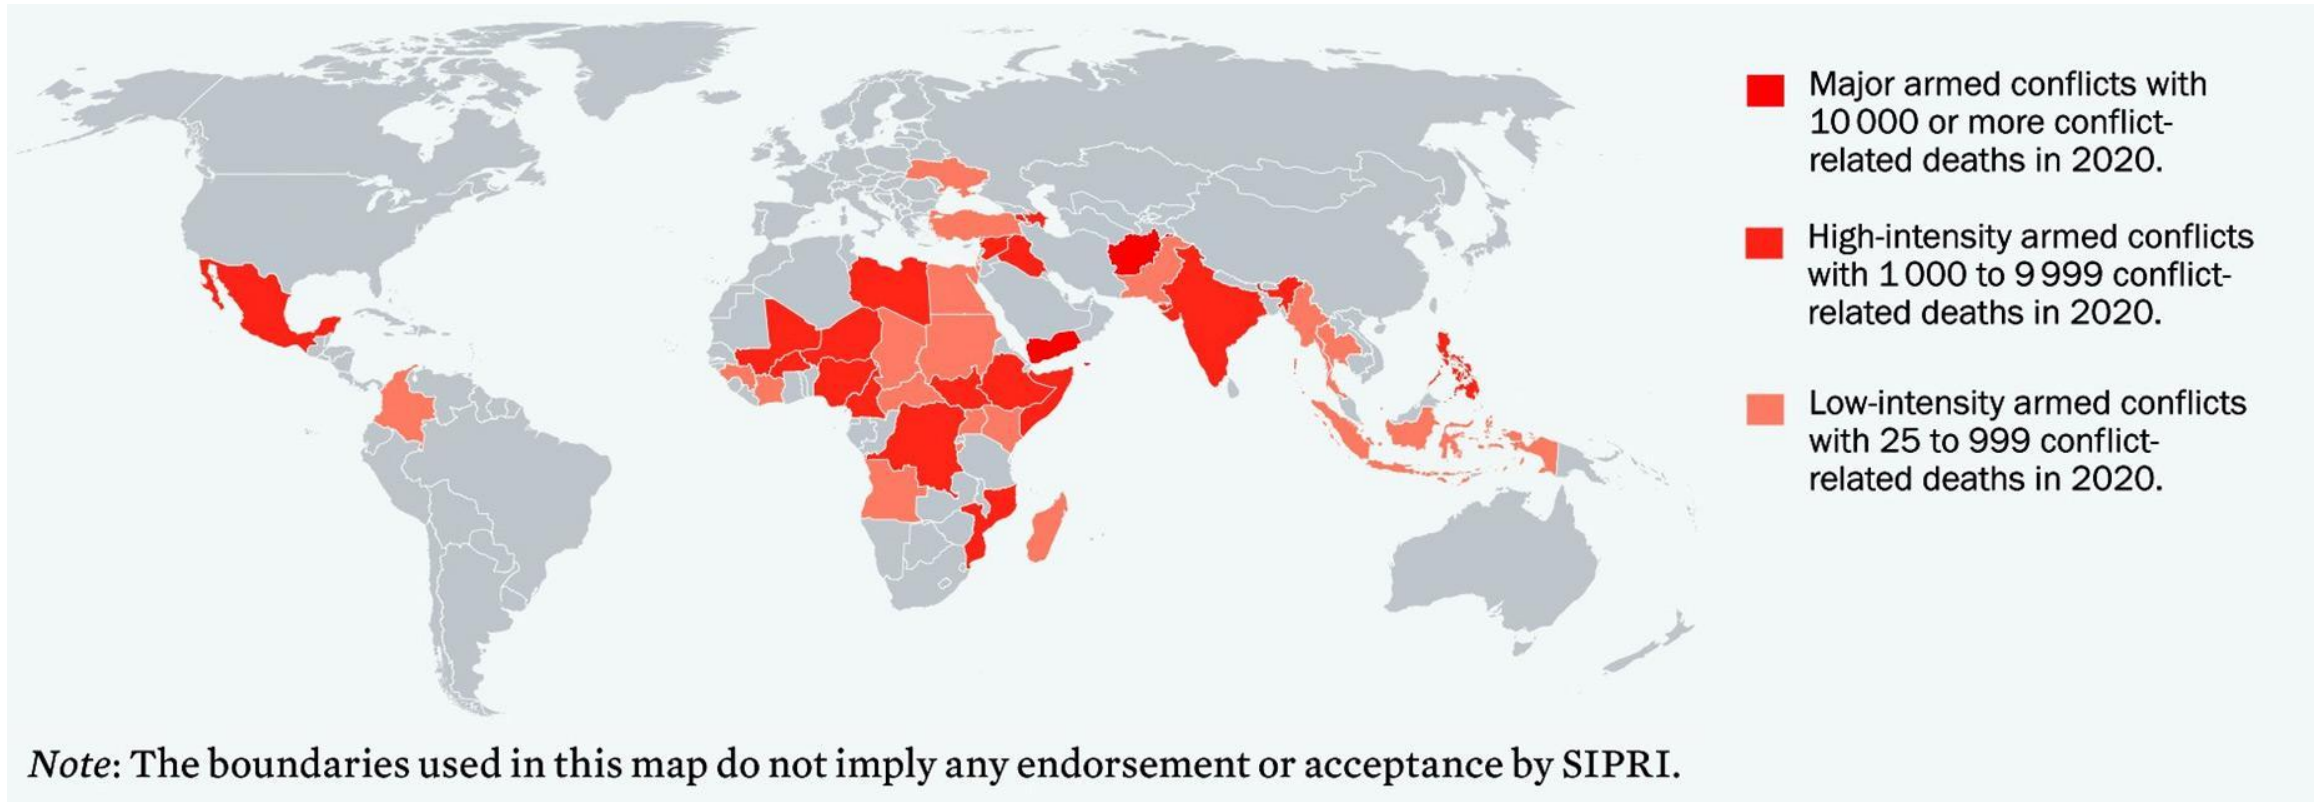 Major armed conflicts with
10 000 or more conflict-
related deaths in 2020.
High-intensity armed conflicts
with 1 000 to 9 999 conflict-
related deaths in 2020.
Low-intensity armed conflicts
with 25 to 999 conflict-
related deaths in 2020.
Note: The boundaries used in this map do not imply any endorsement or acceptance by SIPRI.